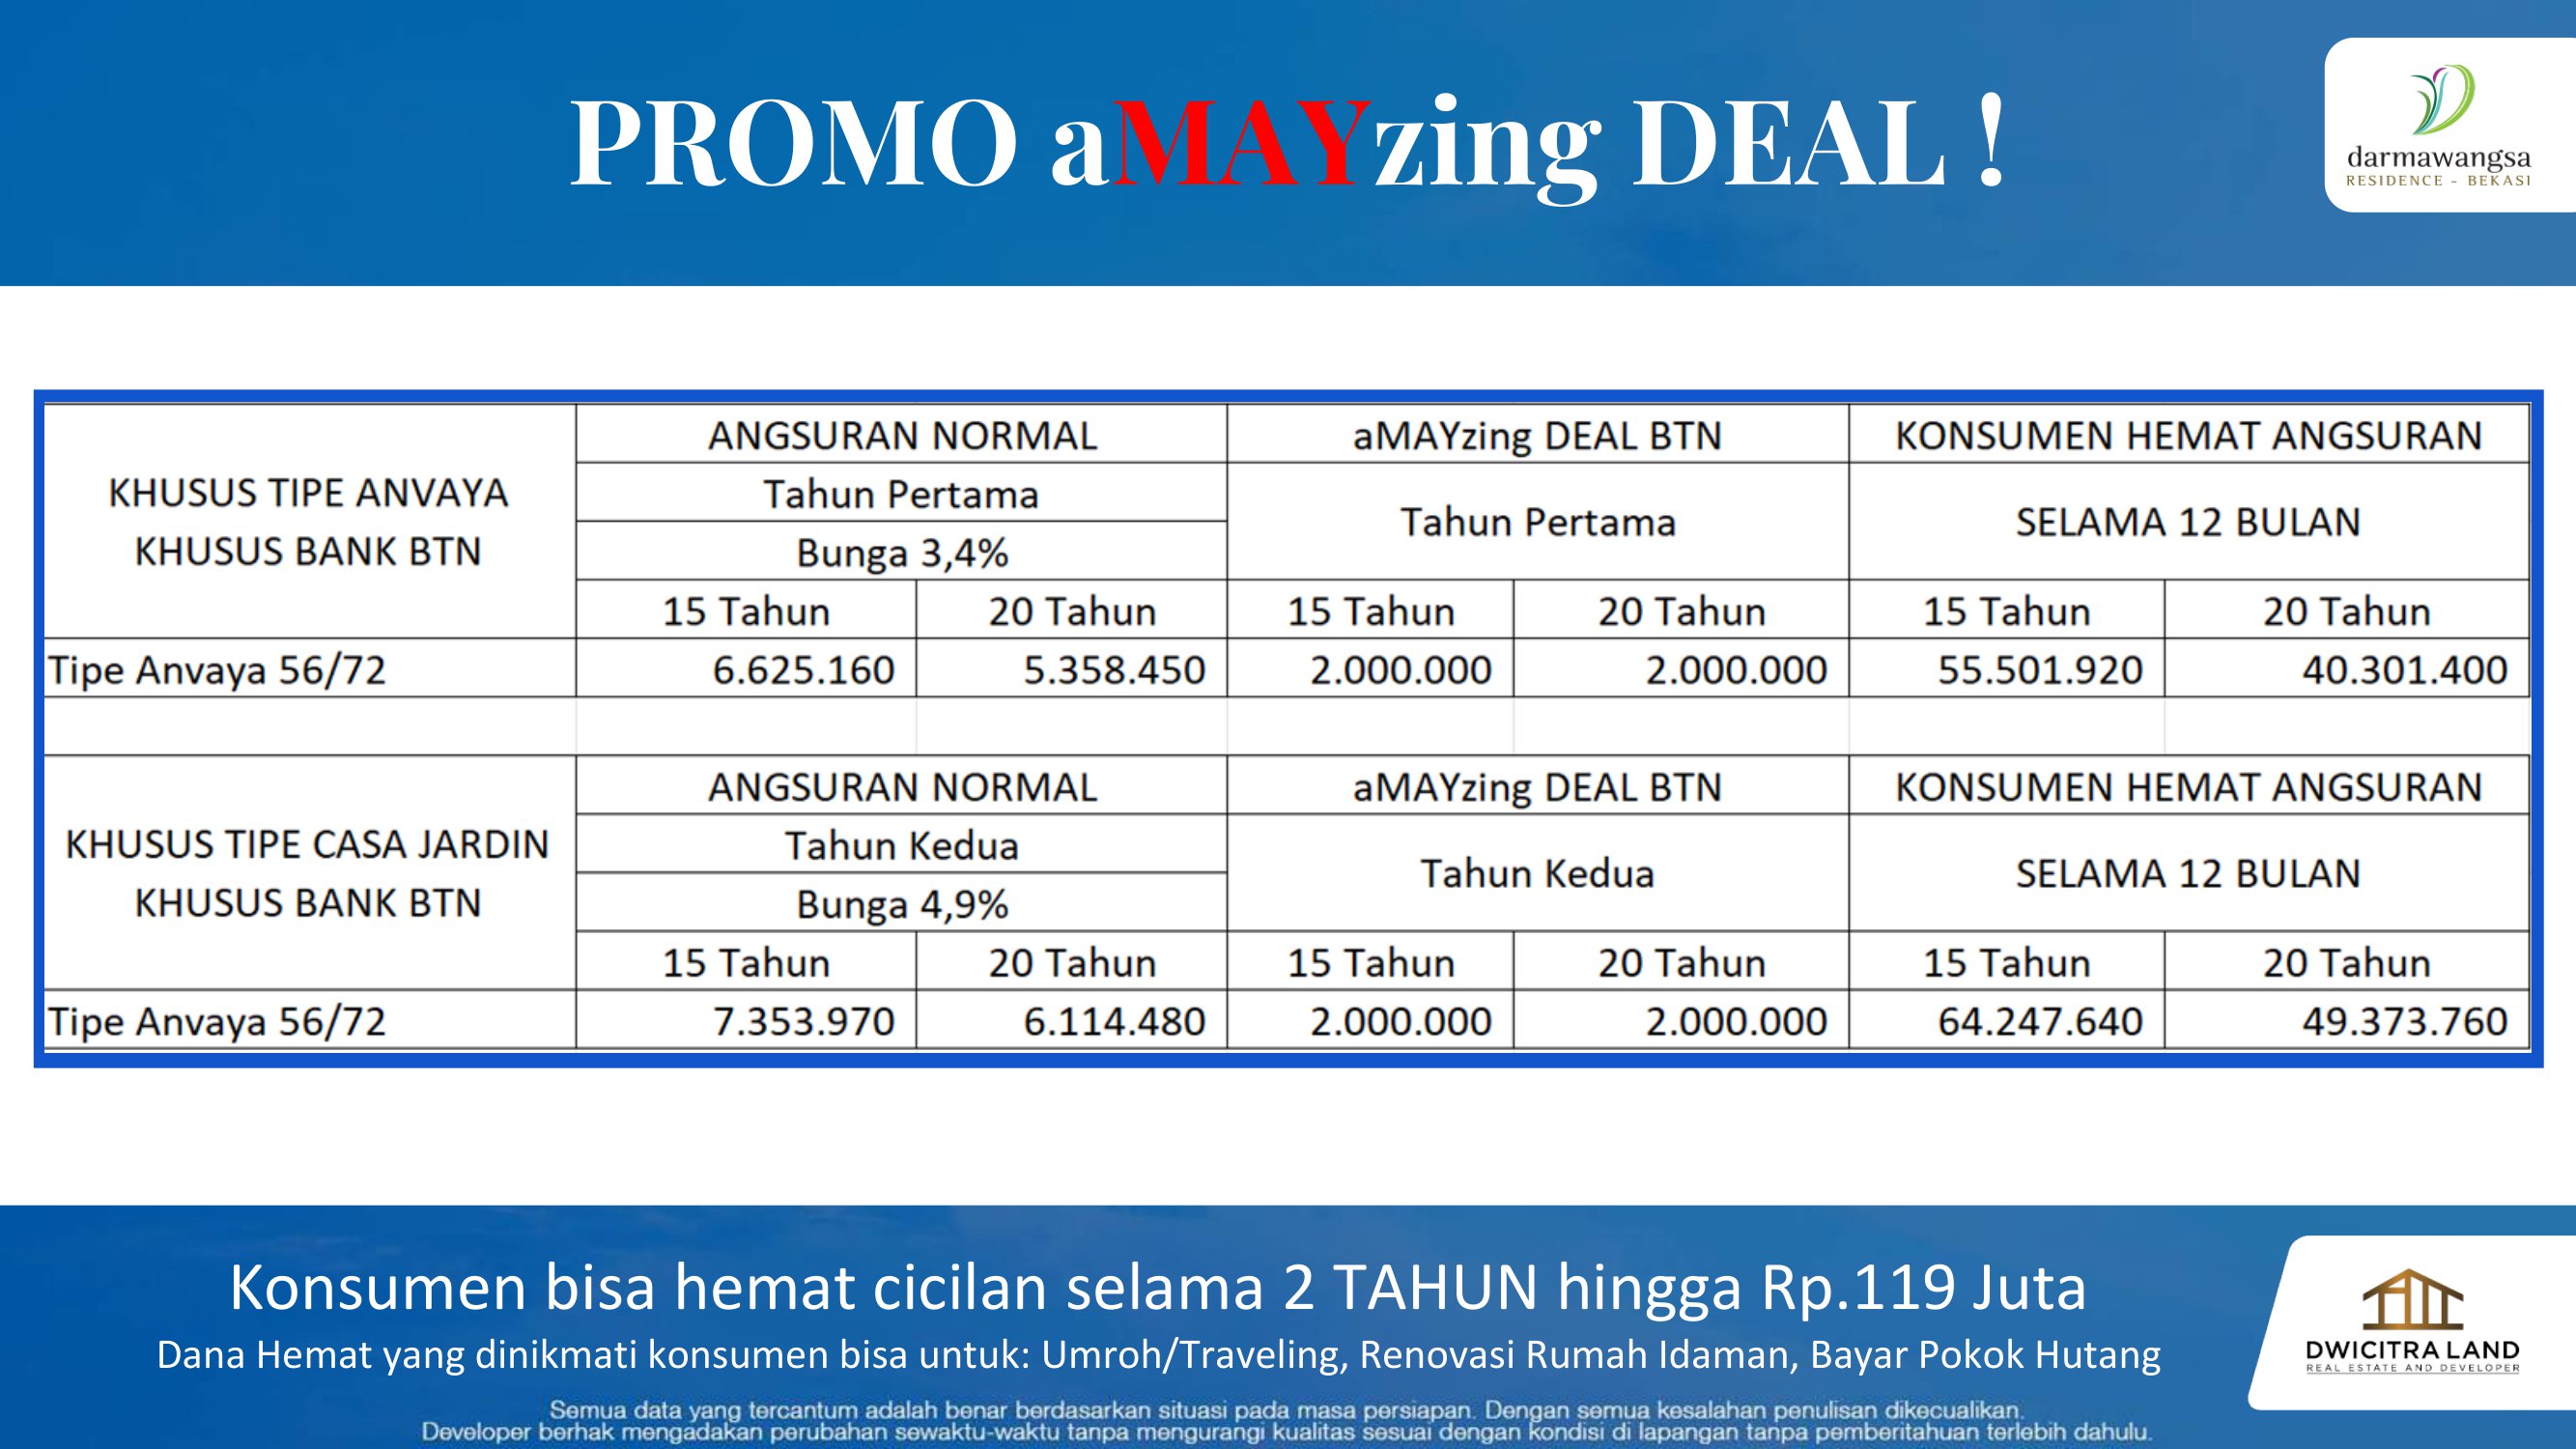 PROMO aMAYzing DEAL !
darmawangsa
RESIDENCE - BEKASI
KHUSUS TIPE ANVAYA
KHUSUS BANK BTN
ANGSURAN NORMAL
aMAYzing DEAL BTN
KONSUMEN HEMAT ANGSURAN
Tahun Pertama
Bunga 3,4%
Tahun Pertama
SELAMA 12 BULAN
15 Tahun 20 Tahun 15 Tahun 20 Tahun 15 Tahun 20 Tahun
Tipe Anvaya 56/72 6.625.160 5.358.450 2.000.000 2.000.000 55.501.920 40.301.400
KHUSUS TIPE CASA JARDIN
KHUSUS BANK BTN
ANGSURAN NORMAL
aMAYzing DEAL BTN
KONSUMEN HEMAT ANGSURAN
Tahun Kedua
Bunga 4,9%
Tahun Kedua
SELAMA 12 BULAN
15 Tahun 20 Tahun 15 Tahun 20 Tahun 15 Tahun 20 Tahun
Tipe Anvaya 56/72 7.353.970 6.114.480 2.000.000 2.000.000 64.247.640 49.373.760
Konsumen bisa hemat cicilan selama 2 TAHUN hingga Rp.119 Juta
Dana Hemat yang dinikmati konsumen bisa untuk: Umroh/Traveling, Renovasi Rumah Idaman, Bayar Pokok Hutang
Semua data yang tercantum adalah benar berdasarkan situasi pada masa persiapan. Dengan semua kesalahan penulisan dikecualikan.
Developer berhak mengadakan perubahan sewaktu-waktu tanpa mengurangi kualitas sesuai dengan kondisi di lapangan tanpa pemberitahuan terlebih dahulu.
DWICITRA LAND
REAL ESTATE AND DEVELOPER